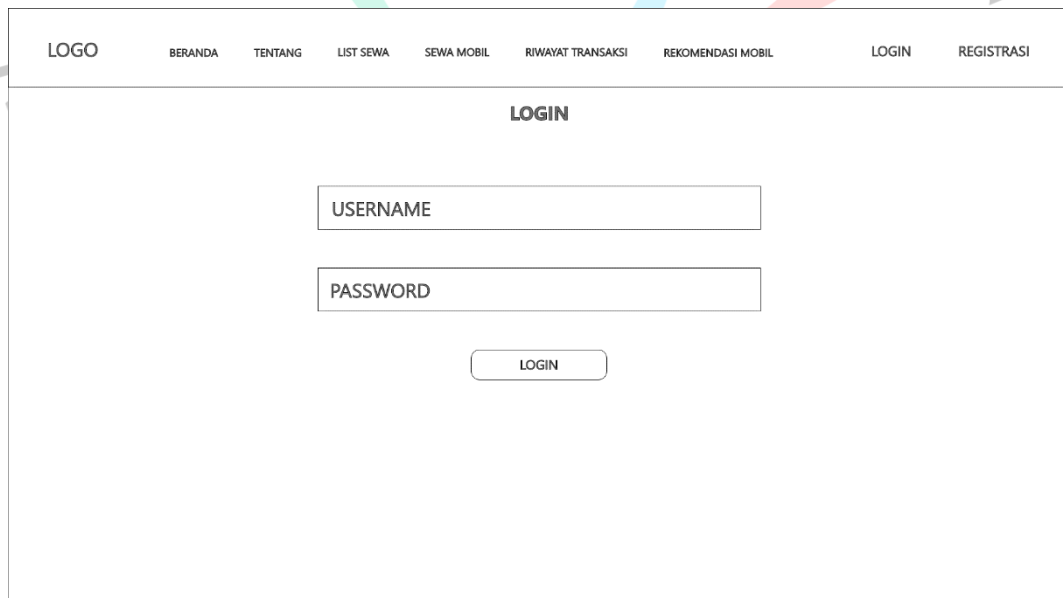 LOGO BERANDA TENTANG LIST SEWA SEWA MOBIL RIWAYAT TRANSAKSI REKOMENDASI MOBIL LOGIN REGISTRASI
LOGIN
USERNAME
PASSWORD
LOGIN